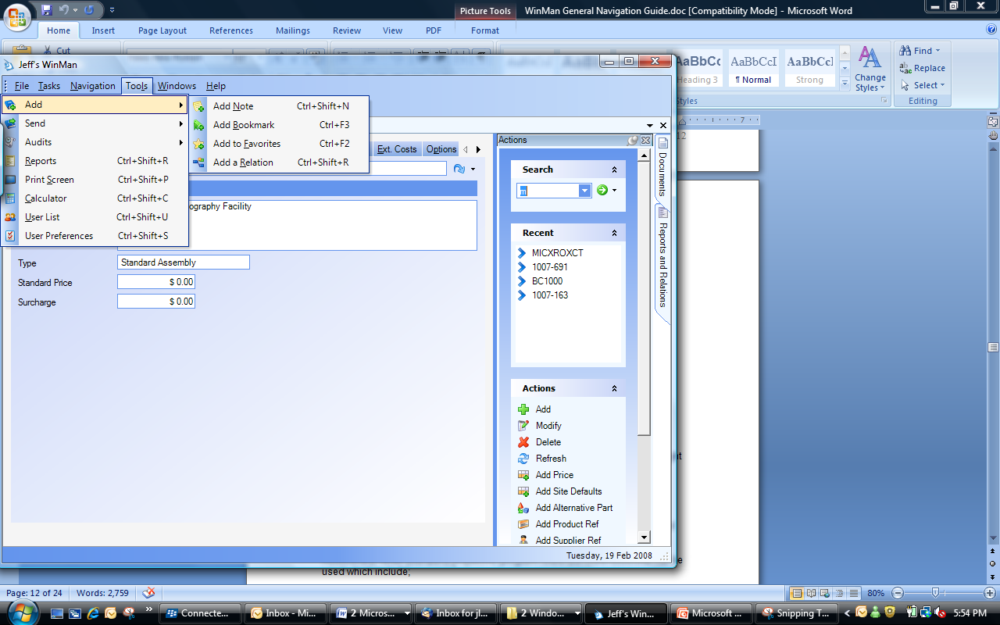 Picture Tools
WinMan General Navigation Guide.doc [Compatibility Mode] - Microsoft Word
Home Insert Page Layout References Mailings Review View PDF Format
Cut
AaBbCc AaBbCcI AaBbCc
Heading 3 ¶ Normal Strong
Change
Styles
Find
Replace
Select
Styles
Editing
Jeff's WinMan
File Tasks Navigation Tools Windows Help
Add
Send
Audits
Reports Ctrl+Shift+R
Print Screen Ctrl+Shift+P
Calculator Ctrl+Shift+C
User List Ctrl+Shift+U
User Preferences Ctrl+Shift+S
Add Note Ctrl+Shift+N
Add Bookmark Ctrl+F3
Add to Favorites Ctrl+F2
Add a Relation Ctrl+Shift+R
Ext. Costs Options
ography Facility
Type Standard Assembly
Standard Price $ 0.00
Surcharge $ 0.00
Actions
Search
m
Recent
MICXROXCT
1007-691
BC1000
1007-163
Actions
Add
Modify
Delete
Refresh
Add Price
Add Site Defaults
Add Alternative Part
Add Product Ref
Add Supplier Ref
Documents
Reports and Relations
Tuesday, 19 Feb 2008
7
12
used which include;
Page: 12 of 24 Words: 2,759 80%
Connecte... Inbox - Mi... 2 Micros... Inbox for jl... 2 Windo... Jeff's Win... Microsoft ... Snipping T... 5:54 PM